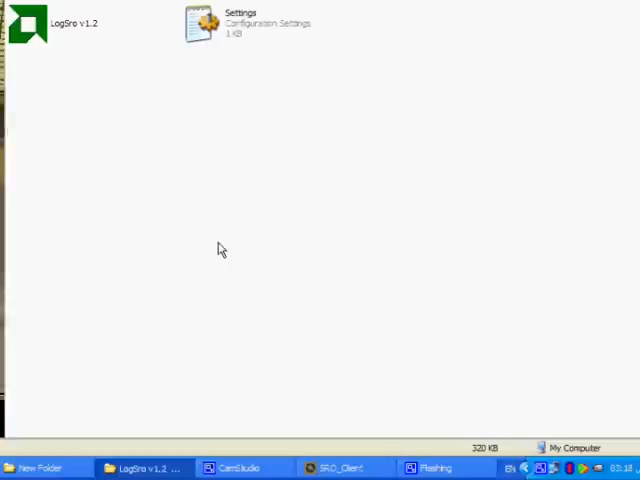 LogSro v1.2
Settings
Configuration Settings
1 KB
320 KB
My Computer
New Folder
LogSro v1.2 ...
CamStudio
SRO_Client
Flashing
EN
03:18